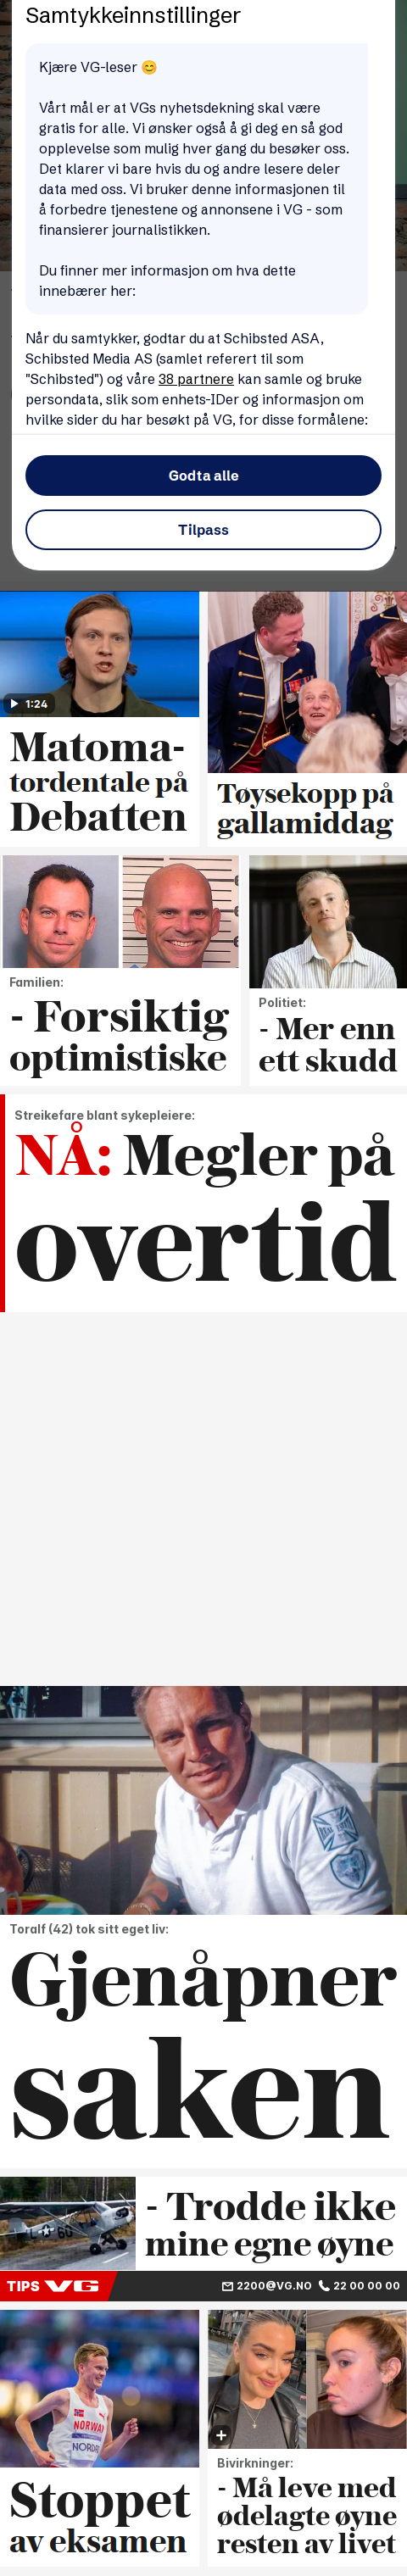 Samtykkeinnstillinger
Kjære VG-leser 😊
Vårt mål er at VGs nyhetsdekning skal være
gratis for alle. Vi ønsker også å gi deg en så god
opplevelse som mulig hver gang du besøker oss.
Det klarer vi bare hvis du og andre lesere deler
data med oss. Vi bruker denne informasjonen til
å forbedre tjenestene og annonsene i VG - som
finansierer journalistikken.
Du finner mer informasjon om hva dette
innebærer her:
Når du samtykker, godtar du at Schibsted ASA,
Schibsted Media AS (samlet referert til som
"Schibsted") og våre 38 partnere kan samle og bruke
persondata, slik som enhets-IDer og informasjon om
hvilke sider du har besøkt på VG, for disse formålene:
Godta alle
Tilpass
1:24
Matoma-
tordentale på
Debatten
Tøysekopp på
gallamiddag
Familien:
- Forsiktig
optimistiske
Politiet:
- Mer enn
ett skudd
Streikefare blant sykepleiere:
NÅ: Megler på
overtid
Toralf (42) tok sitt eget liv:
Gjenåpner
saken
- Trodde ikke
mine egne øyne
TIPS VG
2200@VG.NO 22 00 00 00
NORWAY
Stoppet
av eksamen
Bivirkninger:
- Må leve med
ødelagte øyne
resten av livet